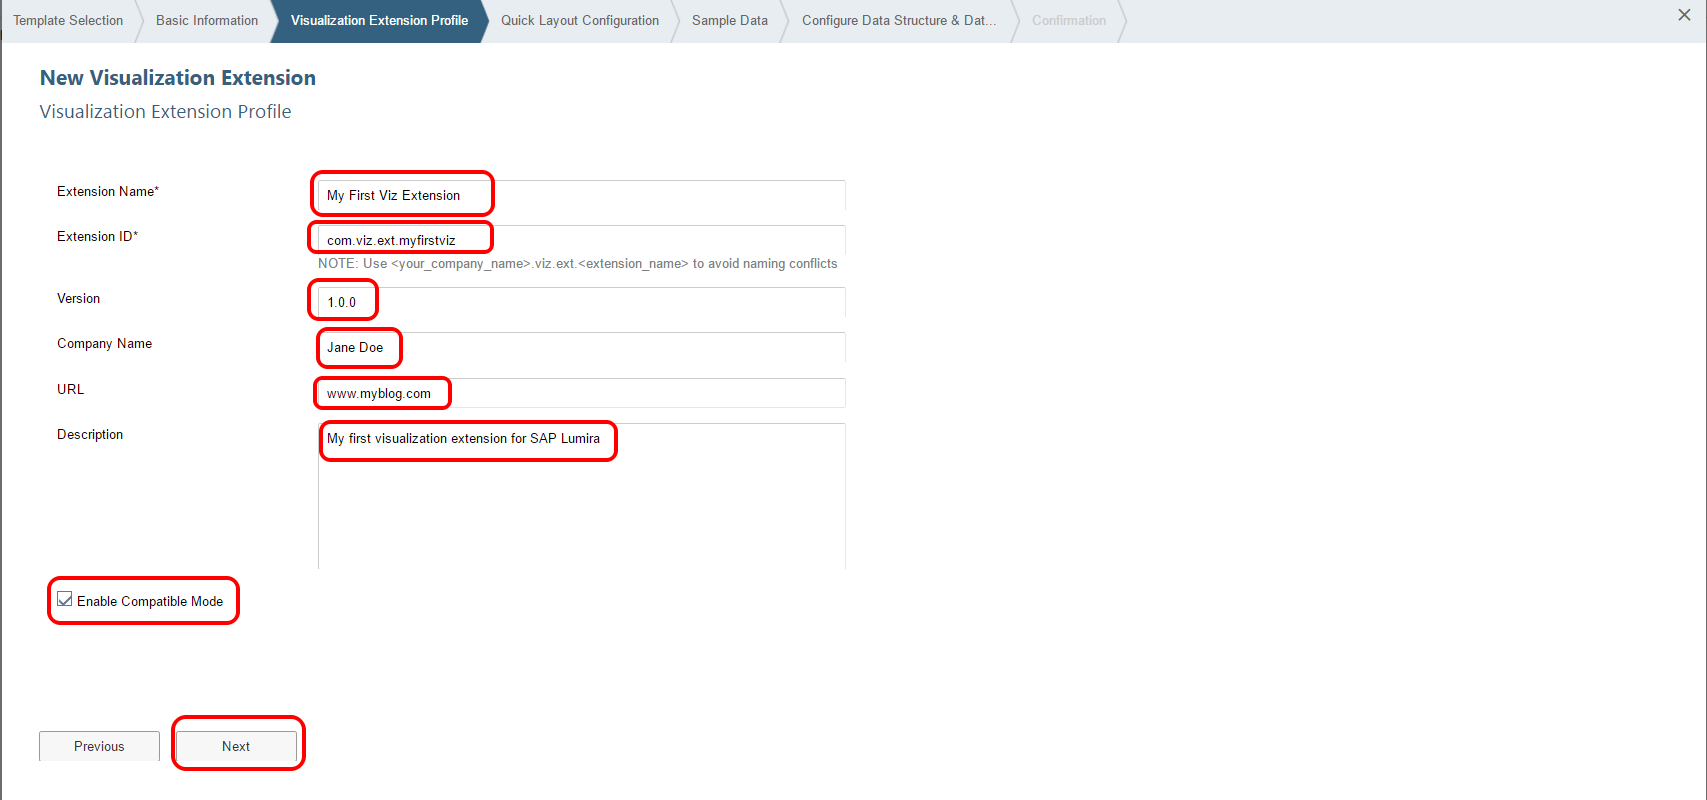 Template Selection
Basic Information
Visualization Extension Profile
Quick Layout Configuration
Sample Data
Configure Data Structure & Dat...
Confirmation
New Visualization Extension
Visualization Extension Profile
Extension Name*
My First Viz Extension
Extension ID*
com.viz.ext.myfirstviz
NOTE: Use <your_company_name>.viz.ext.<extension_name> to avoid naming conflicts
Version
1.0.0
Company Name
Jane Doe
URL
www.myblog.com
Description
My first visualization extension for SAP Lumira
Enable Compatible Mode
Previous
Next